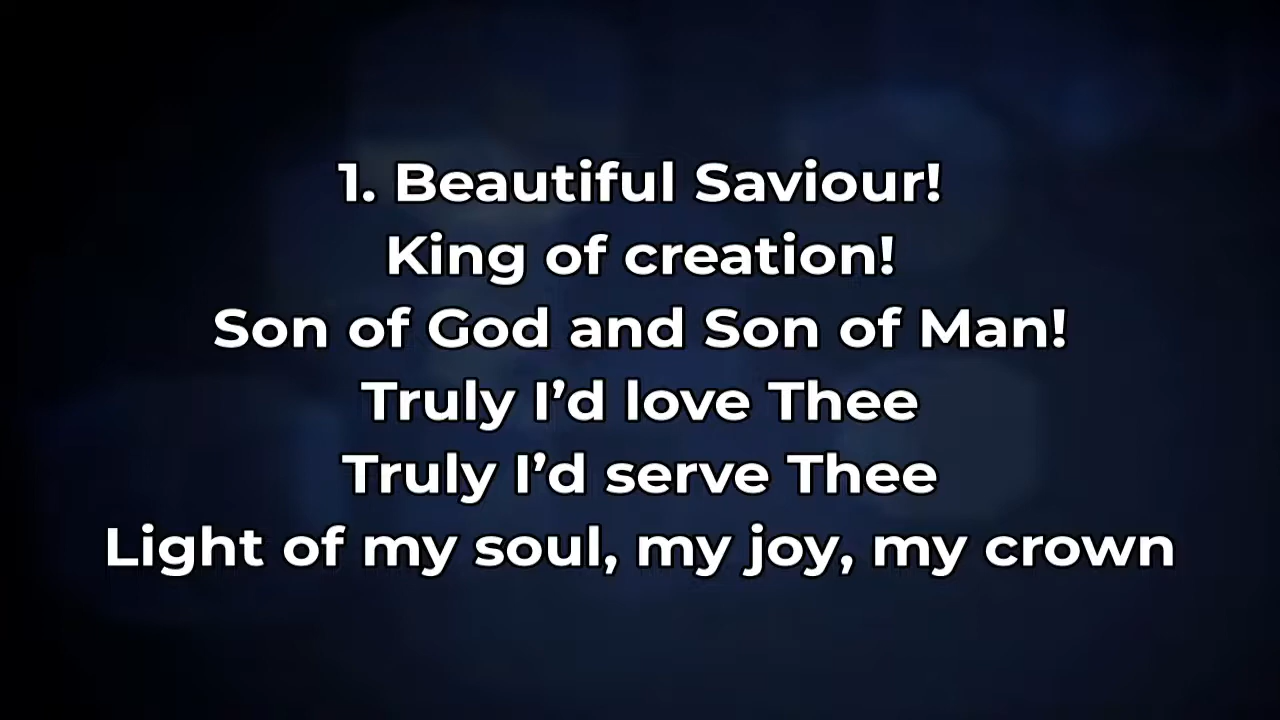 1. Beautiful Saviour!
King of creation!
Son of God and Son of Man!
Truly I’d love Thee
Truly I’d serve Thee
Light of my soul, my joy, my crown